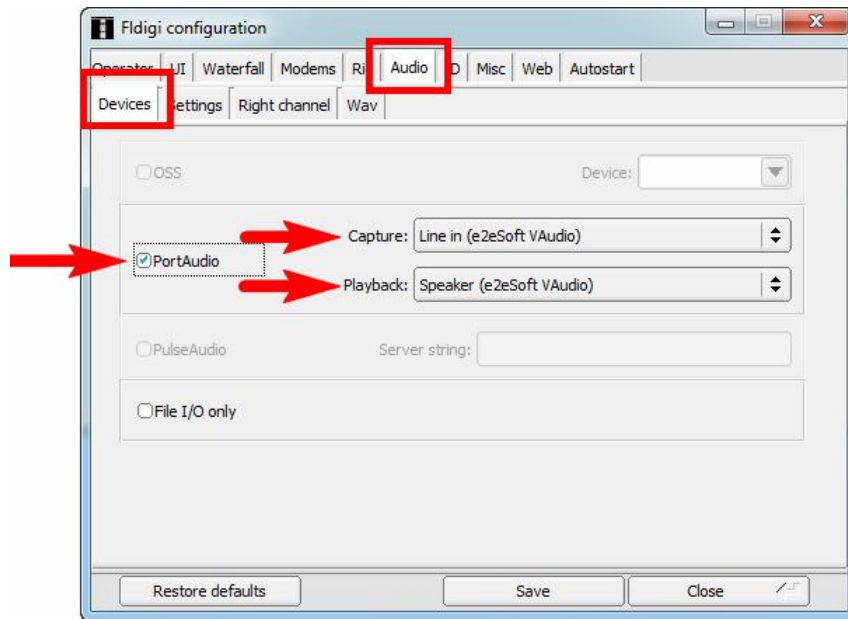 Fldigi configuration
Operator UI Waterfall Modems Audio Misc Web Autostart
Devices Right channel Wav
OSS Device:
Capture: Line in (e2eSoft VAudio)
PortAudio
Playback: Speaker (e2eSoft VAudio)
PulseAudio Server string:
File I/O only
Restore defaults Save Close